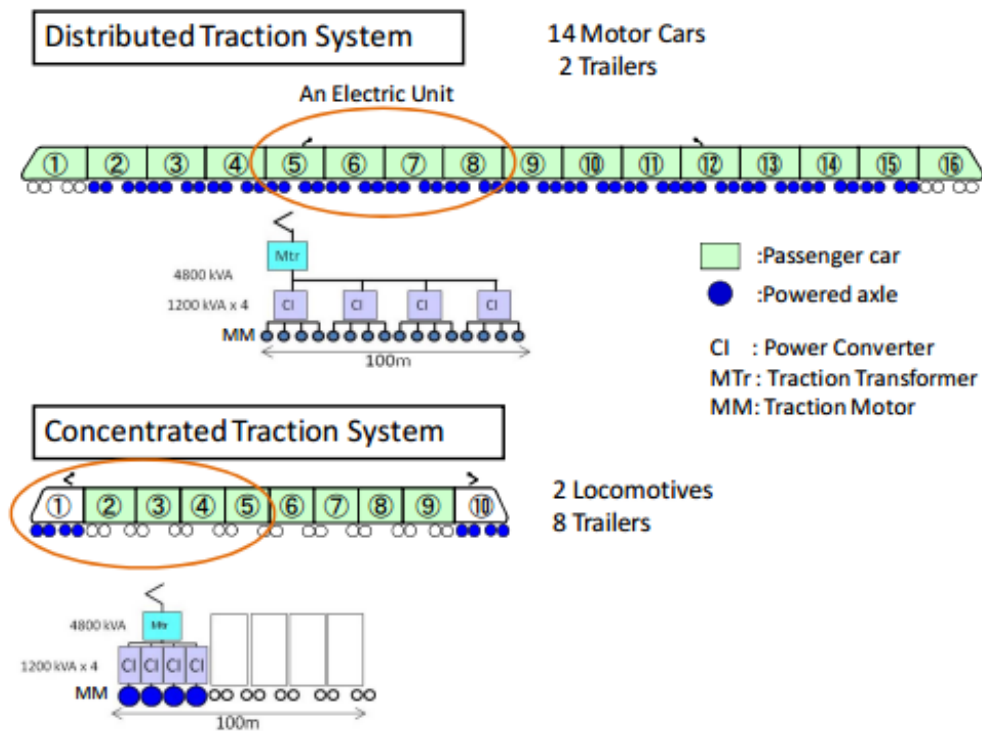 Distributed Traction System
14 Motor Cars
2 Trailers
An Electric Unit
① ② ③ ④ ⑤ ⑥ ⑦ ⑧ ⑨ ⑩ ⑪ ⑫ ⑬ ⑭ ⑮ ⑯
Mtr
4800 kVA
1200 kVA x 4
CI CI CI CI
MM
100m
:Passenger car
:Powered axle
CI : Power Converter
MTr : Traction Transformer
MM: Traction Motor
Concentrated Traction System
① ② ③ ④ ⑤ ⑥ ⑦ ⑧ ⑨ ⑩
2 Locomotives
8 Trailers
4800 kVA
Mtr
1200 kVA x 4
CI CI CI CI
MM
100m